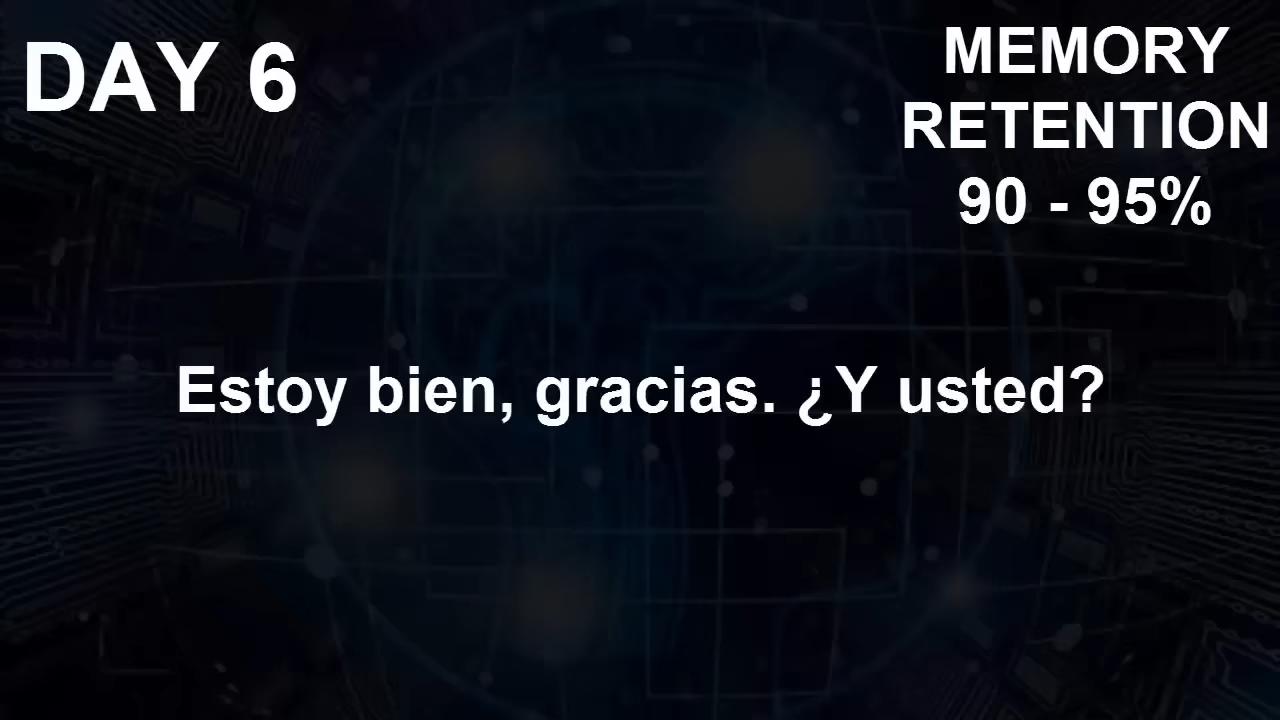 DAY 6
MEMORY
RETENTION
90 - 95%
Estoy bien, gracias. ¿Y usted?